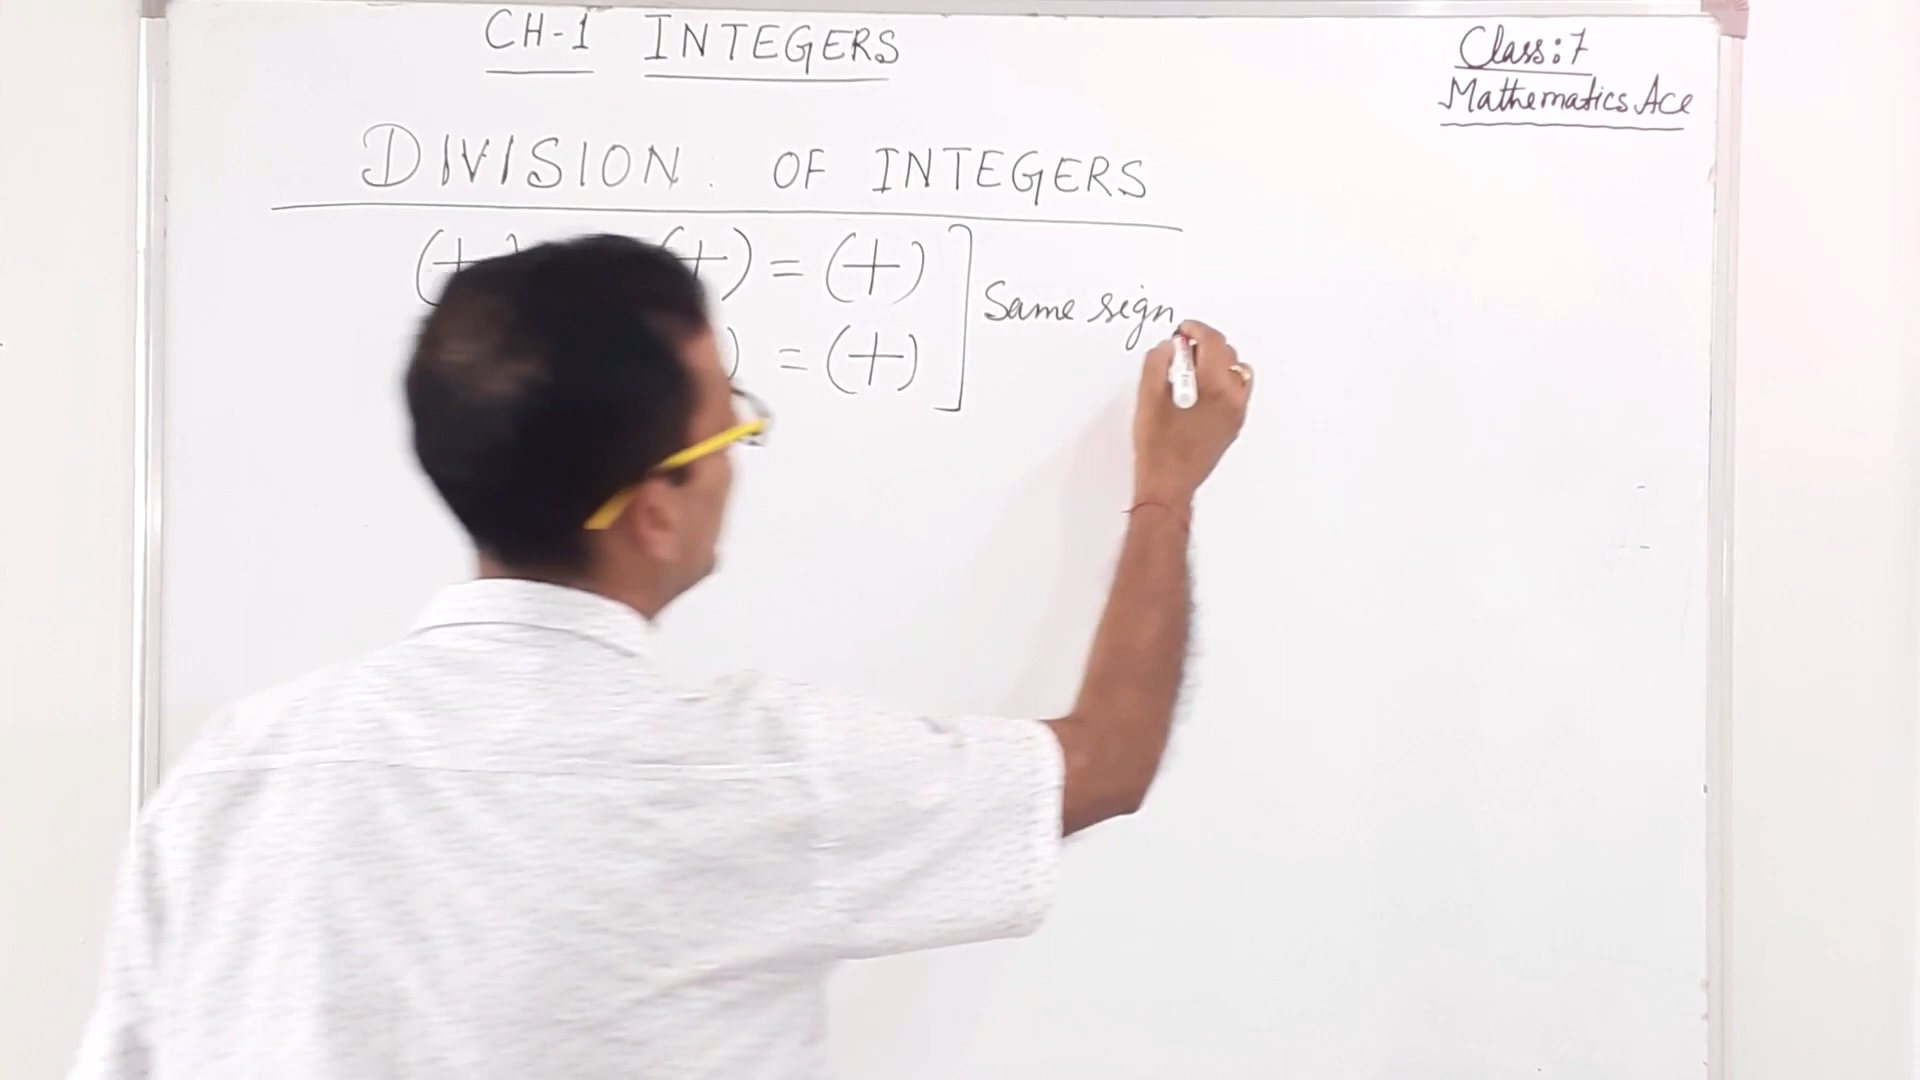 CH-1 INTEGERS
Class: 7
Mathematics Ace
DIVISION. OF INTEGERS
(+) (+) = (+)
) = (+)
Same sign